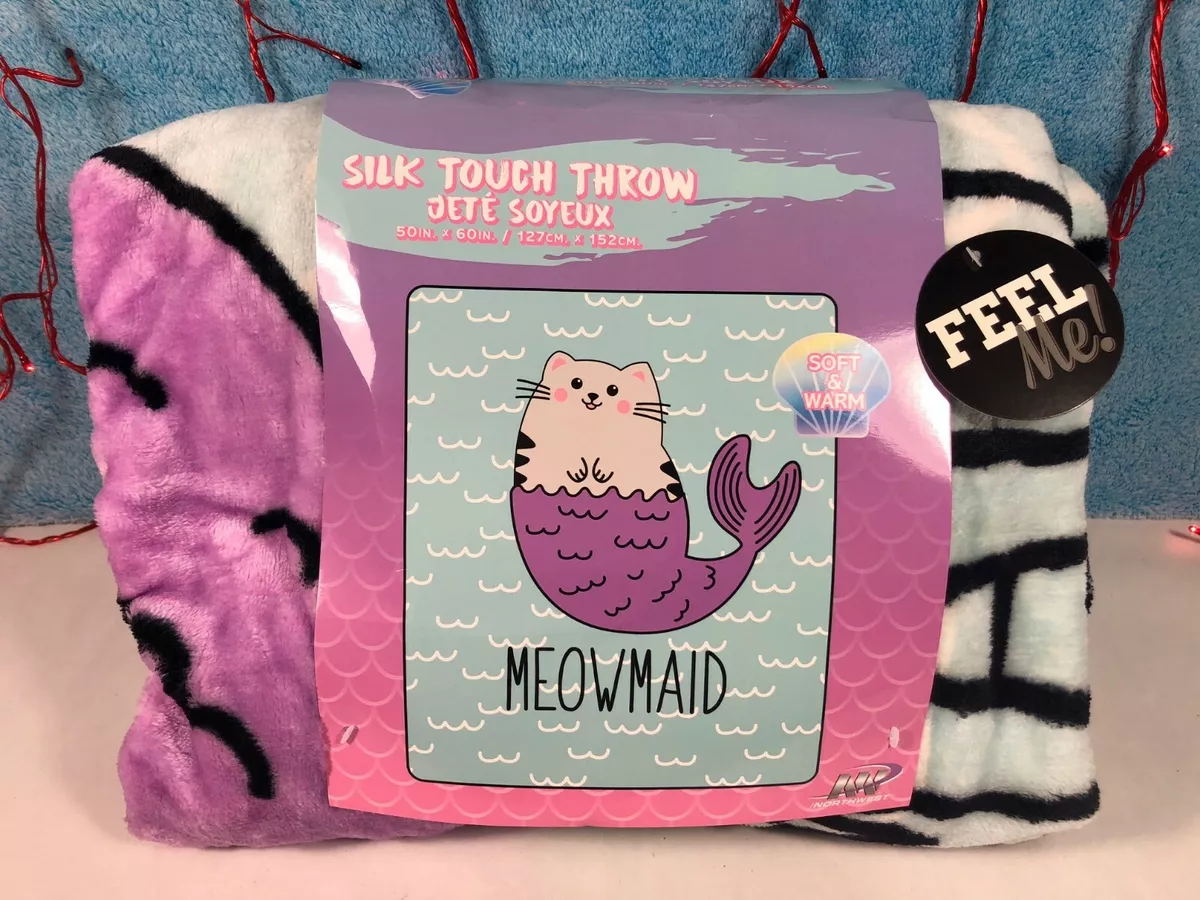 SILK TOUCH THROW
JETÉ SOYEUX
50IN. x 60IN. / 127CM. x 152CM.
FEEL
Me!
SOFT
&
WARM
MEOWMAID
NORTHWEST